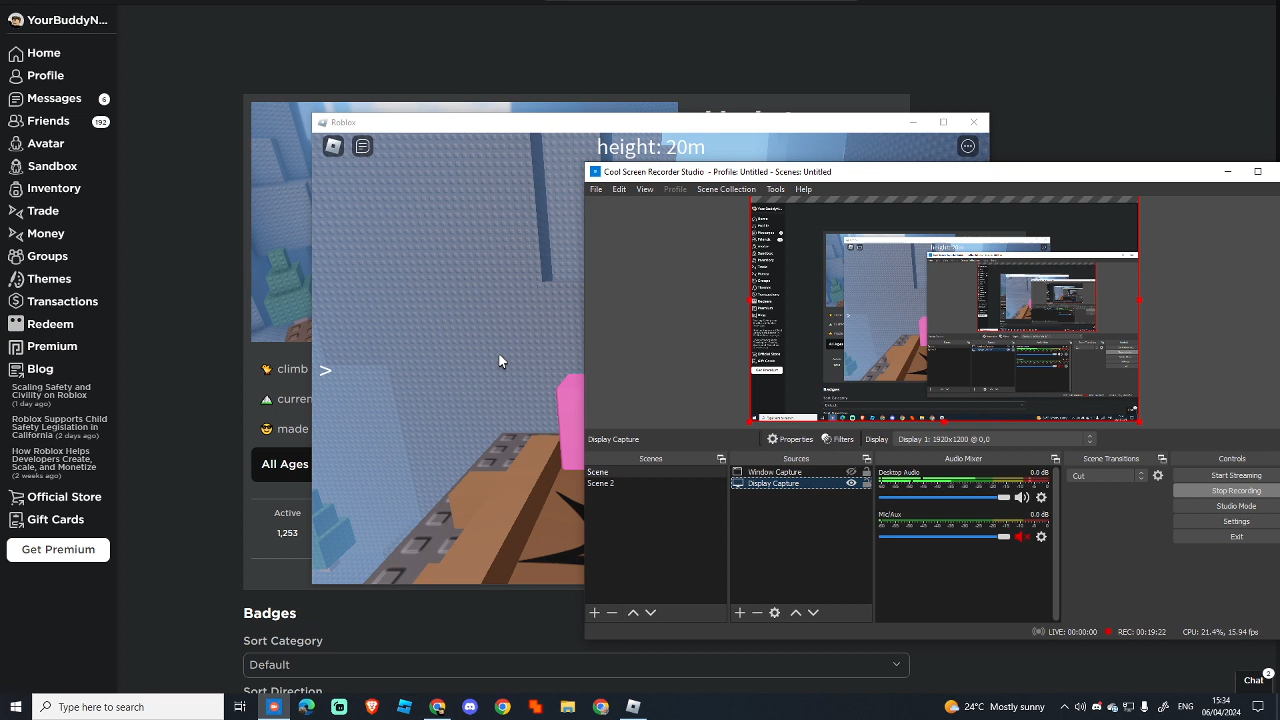 YourBuddyN...
Home
Profile
Messages 6
Friends 192
Avatar
Sandbox
Inventory
Trade
Money
Groups
Themes
Transactions
Redeem
Premium
Blog
Scaling Safety and
Civility on Roblox
(1 day ago)
Roblox Supports Child
Safety Legislation in
California (2 days ago)
How Roblox Helps
Developers Create,
Scale, and Monetize
(2 weeks ago)
Official Store
Gift Cards
Get Premium
climb
curren
made
All Ages
Active
1,253
Badges
Sort Category
Default
Sort Direction
Roblox
height: 20m
>
Cool Screen Recorder Studio - Profile: Untitled - Scenes: Untitled
File Edit View Profile Scene Collection Tools Help
Display Capture Properties Filters Display Display 1: 1920x1200 @ 0,0
Scenes
Scene
Scene 2
Sources
Window Capture
Display Capture
Audio Mixer
Desktop Audio 0.0 dB
Mic/Aux 0.0 dB
Scene Transitions
Cut
Controls
Start Streaming
Stop Recording
Studio Mode
Settings
Exit
LIVE: 00:00:00 REC: 00:19:22 CPU: 21.4%, 15.94 fps
Chat 2
Type here to search
24°C Mostly sunny
ENG
15:34
06/04/2024